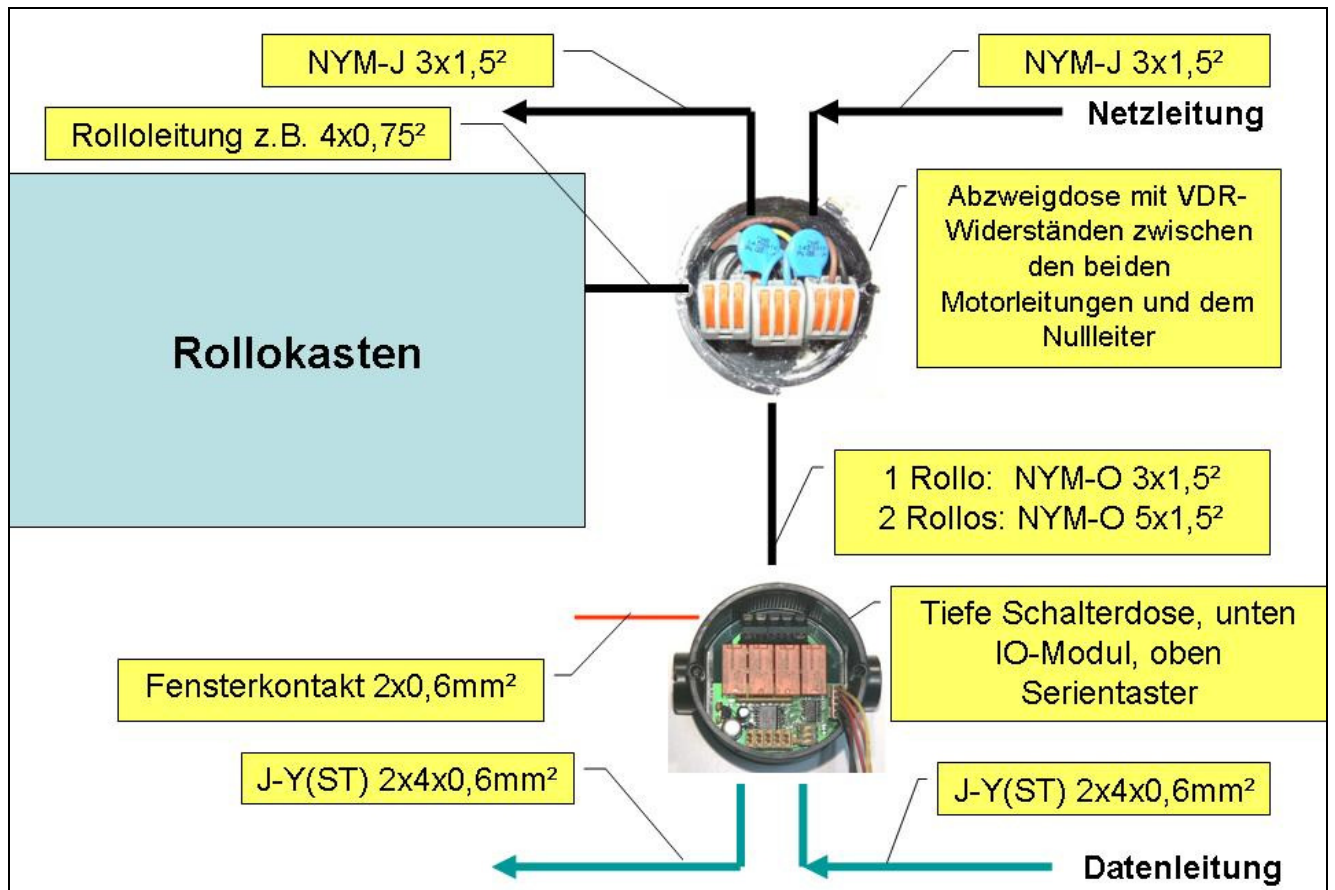 NYM-J 3x1,5²
NYM-J 3x1,5²
Netzleitung
Rolloleitung z.B. 4x0,75²
Abzweigdose mit VDR-
Widerständen zwischen
den beiden
Motorleitungen und dem
Nullleiter
Rollokasten
1 Rollo: NYM-O 3x1,5²
2 Rollos: NYM-O 5x1,5²
Tiefe Schalterdose, unten
IO-Modul, oben
Serientaster
Fensterkontakt 2x0,6mm²
J-Y(ST) 2x4x0,6mm²
J-Y(ST) 2x4x0,6mm²
Datenleitung